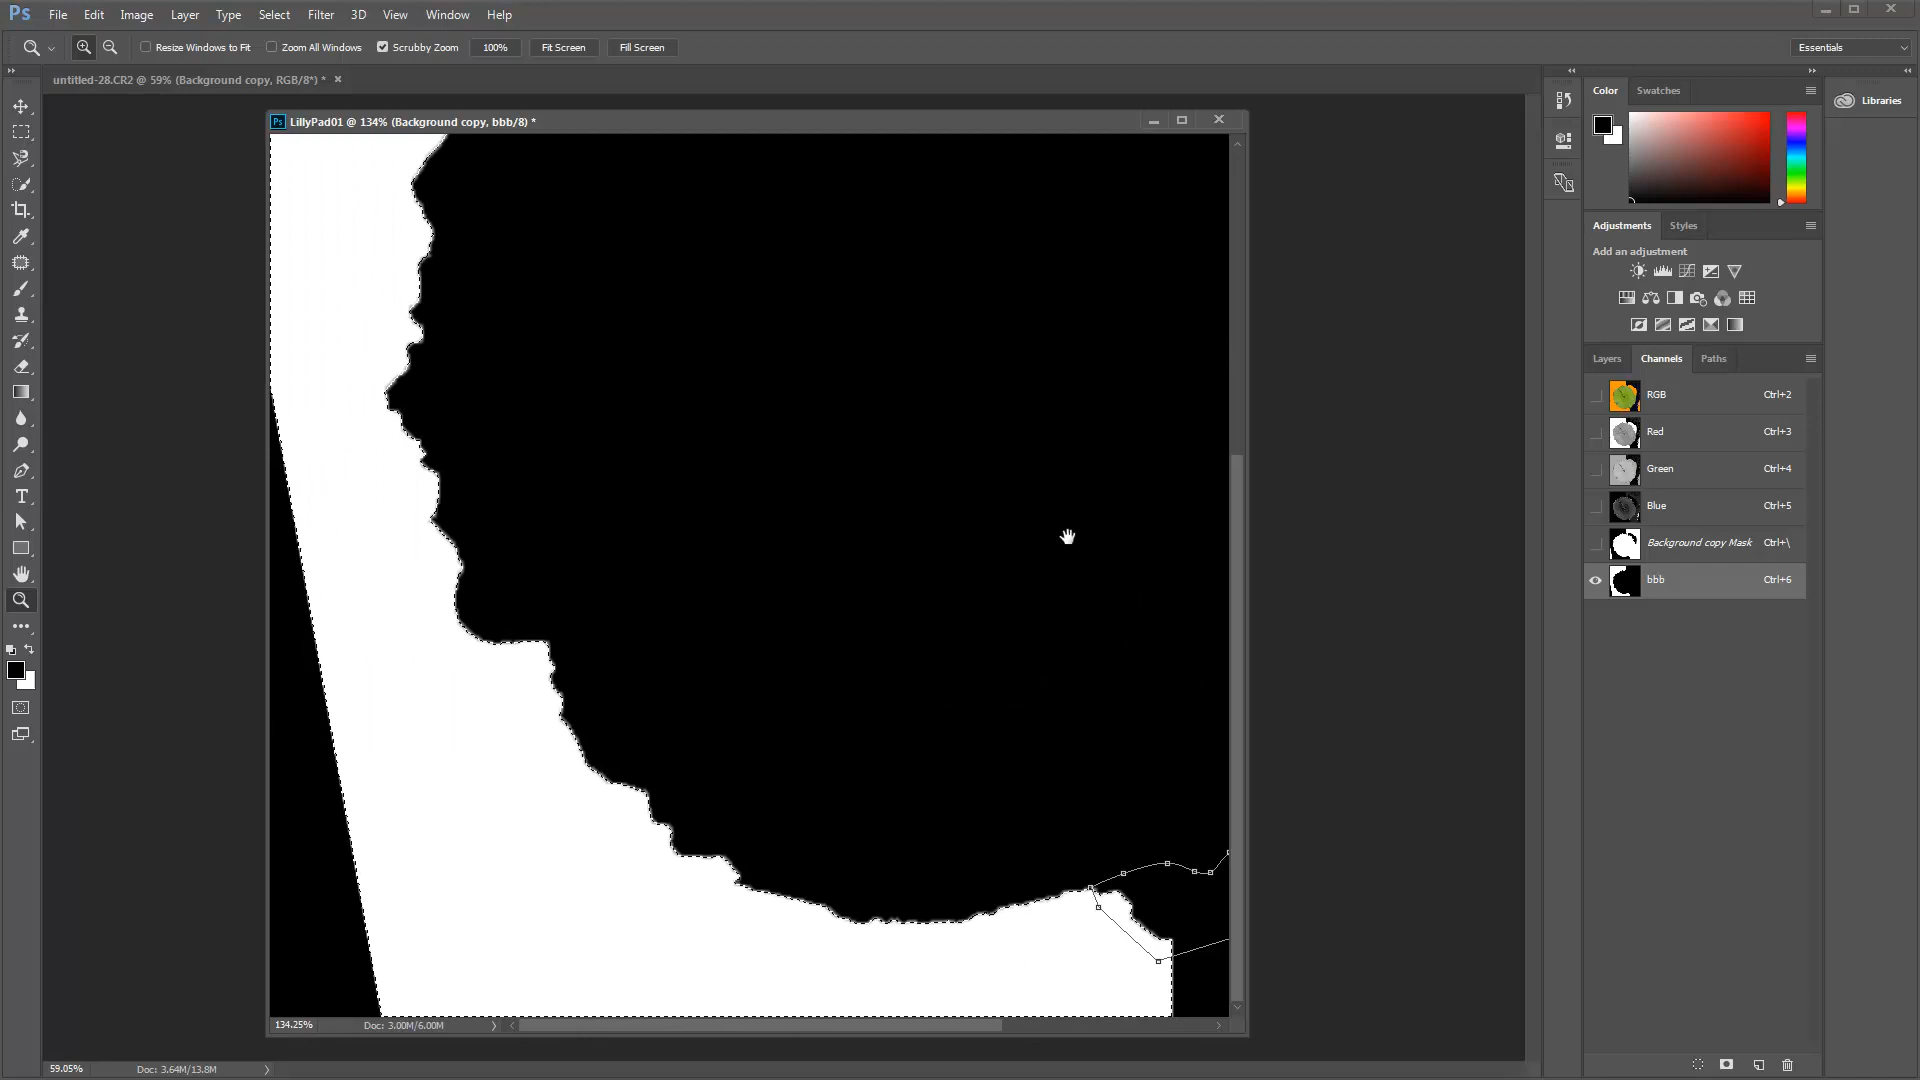 Ps File Edit Image Layer Type Select Filter 3D View Window Help
Resize Windows to Fit Zoom All Windows Scrubby Zoom 100% Fit Screen Fill Screen Essentials
untitled-28.CR2 @ 59% (Background copy, RGB/8*) * ×
Ps LillyPad01 @ 134% (Background copy, bbb/8) *
Color Swatches
Libraries
Adjustments Styles
Add an adjustment
Layers Channels Paths
RGB Ctrl+2
Red Ctrl+3
Green Ctrl+4
Blue Ctrl+5
Background copy Mask Ctrl+\
bbb Ctrl+6
134.25% Doc: 3.00M/6.00M
59.05% Doc: 3.64M/13.8M